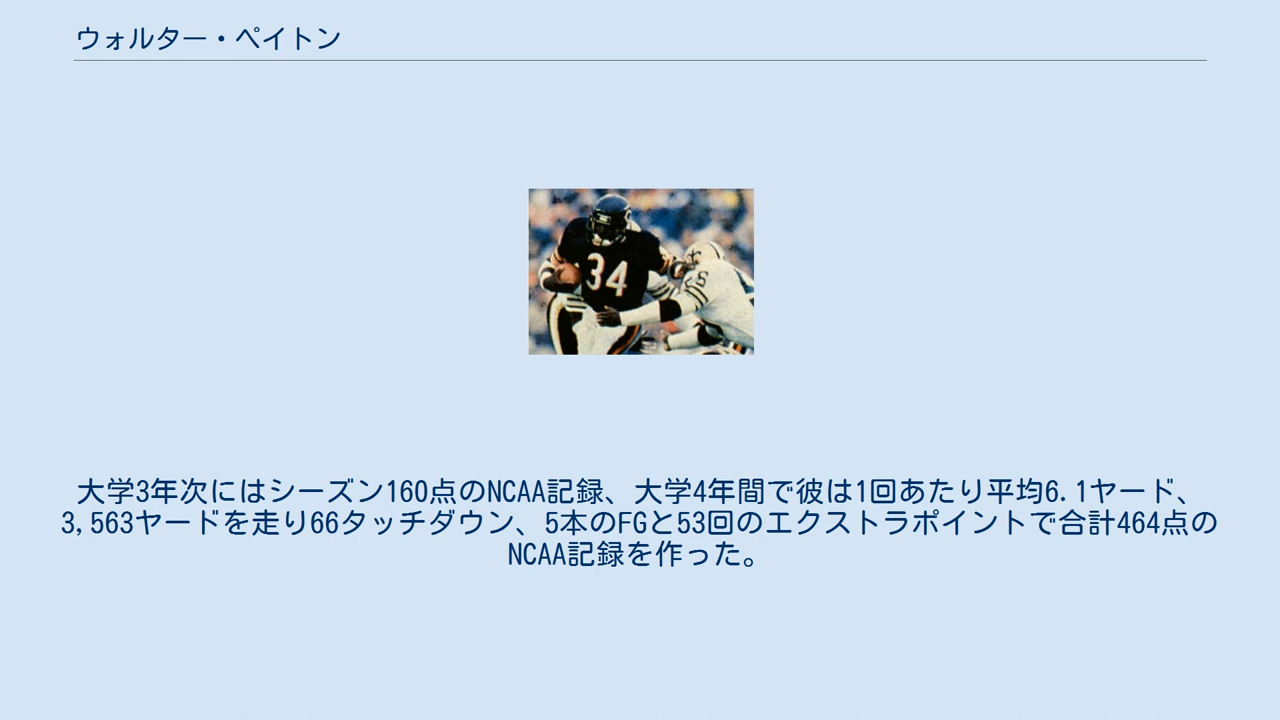 ウォルター・ペイトン
34
大学3年次にはシーズン160点のNCAA記録、大学4年間で彼は1回あたり平均6.1ヤード、
3,563ヤードを走り66タッチダウン、5本のFGと53回のエクストラポイントで合計464点の
NCAA記録を作った。